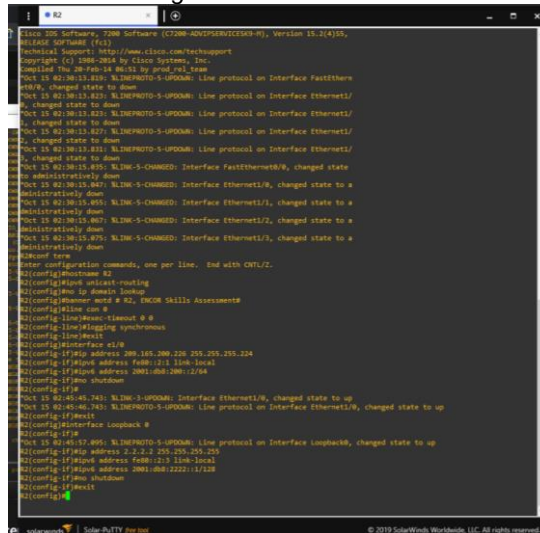 R2
Cisco IOS Software, 7200 Software (C7200-ADVIPSERVICESK9-M), Version 15.2(4)S5,
RELEASE SOFTWARE (fc1)
Technical Support: http://www.cisco.com/techsupport
Copyright (c) 1986-2014 by Cisco Systems, Inc.
Compiled Thu 20-Feb-14 06:51 by prod_rel_team
*Oct 15 02:30:13.819: %LINEPROTO-5-UPDOWN: Line protocol on Interface FastEthern
et0/0, changed state to down
*Oct 15 02:30:13.823: %LINEPROTO-5-UPDOWN: Line protocol on Interface Ethernet1/
0, changed state to down
*Oct 15 02:30:13.823: %LINEPROTO-5-UPDOWN: Line protocol on Interface Ethernet1/
1, changed state to down
*Oct 15 02:30:13.827: %LINEPROTO-5-UPDOWN: Line protocol on Interface Ethernet1/
2, changed state to down
*Oct 15 02:30:13.831: %LINEPROTO-5-UPDOWN: Line protocol on Interface Ethernet1/
3, changed state to down
*Oct 15 02:30:15.035: %LINK-5-CHANGED: Interface FastEthernet0/0, changed state
to administratively down
*Oct 15 02:30:15.047: %LINK-5-CHANGED: Interface Ethernet1/0, changed state to a
dministratively down
*Oct 15 02:30:15.055: %LINK-5-CHANGED: Interface Ethernet1/1, changed state to a
dministratively down
*Oct 15 02:30:15.067: %LINK-5-CHANGED: Interface Ethernet1/2, changed state to a
dministratively down
*Oct 15 02:30:15.075: %LINK-5-CHANGED: Interface Ethernet1/3, changed state to a
dministratively down
R2#conf term
Enter configuration commands, one per line. End with CNTL/Z.
R2(config)#hostname R2
R2(config)#ipv6 unicast-routing
R2(config)#no ip domain lookup
R2(config)#banner motd # R2, ENCOR Skills Assessment#
R2(config)#line con 0
R2(config-line)#exec-timeout 0 0
R2(config-line)#logging synchronous
R2(config-line)#exit
R2(config)#interface e1/0
R2(config-if)#ip address 209.165.200.226 255.255.255.224
R2(config-if)#ipv6 address fe80::2:1 link-local
R2(config-if)#ipv6 address 2001:db8:200::2/64
R2(config-if)#no shutdown
R2(config-if)#
*Oct 15 02:45:45.743: %LINK-3-UPDOWN: Interface Ethernet1/0, changed state to up
*Oct 15 02:45:46.743: %LINEPROTO-5-UPDOWN: Line protocol on Interface Ethernet1/0, changed state to up
R2(config-if)#exit
R2(config)#interface Loopback 0
R2(config-if)#
*Oct 15 02:45:57.095: %LINEPROTO-5-UPDOWN: Line protocol on Interface Loopback0, changed state to up
R2(config-if)#ip address 2.2.2.2 255.255.255.255
R2(config-if)#ipv6 address fe80::2:3 link-local
R2(config-if)#ipv6 address 2001:db8:2222::1/128
R2(config-if)#no shutdown
R2(config-if)#exit
R2(config)#
solarwinds Solar-PuTTY free tool © 2019 SolarWinds Worldwide, LLC. All rights reserved.